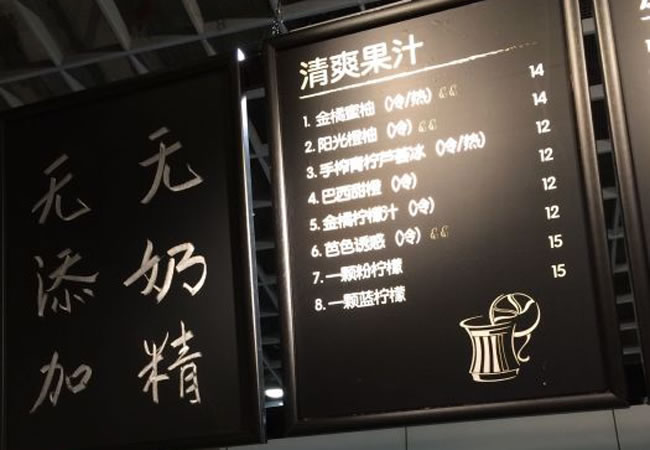 无奶精
无添加
清爽果汁
1. 金橘蜜柚（冷/热） 14
2. 阳光橙柚（冷） 14
3. 手榨青柠芦荟冰（冷/热） 12
4. 巴西甜橙（冷） 12
5. 金橘柠檬汁（冷） 12
6. 芭色诱惑（冷） 12
7. 一颗粉柠檬 15
8. 一颗蓝柠檬 15